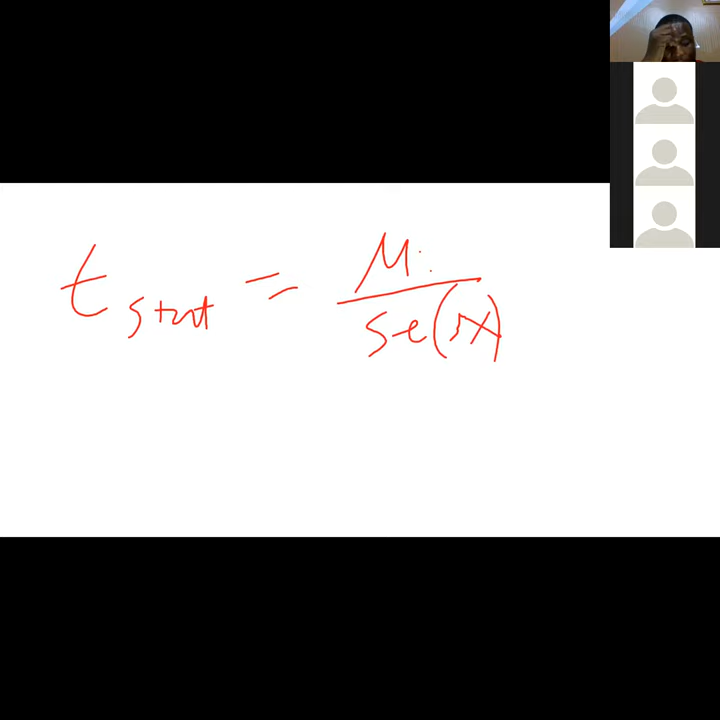 t stat = μ.
se(x)